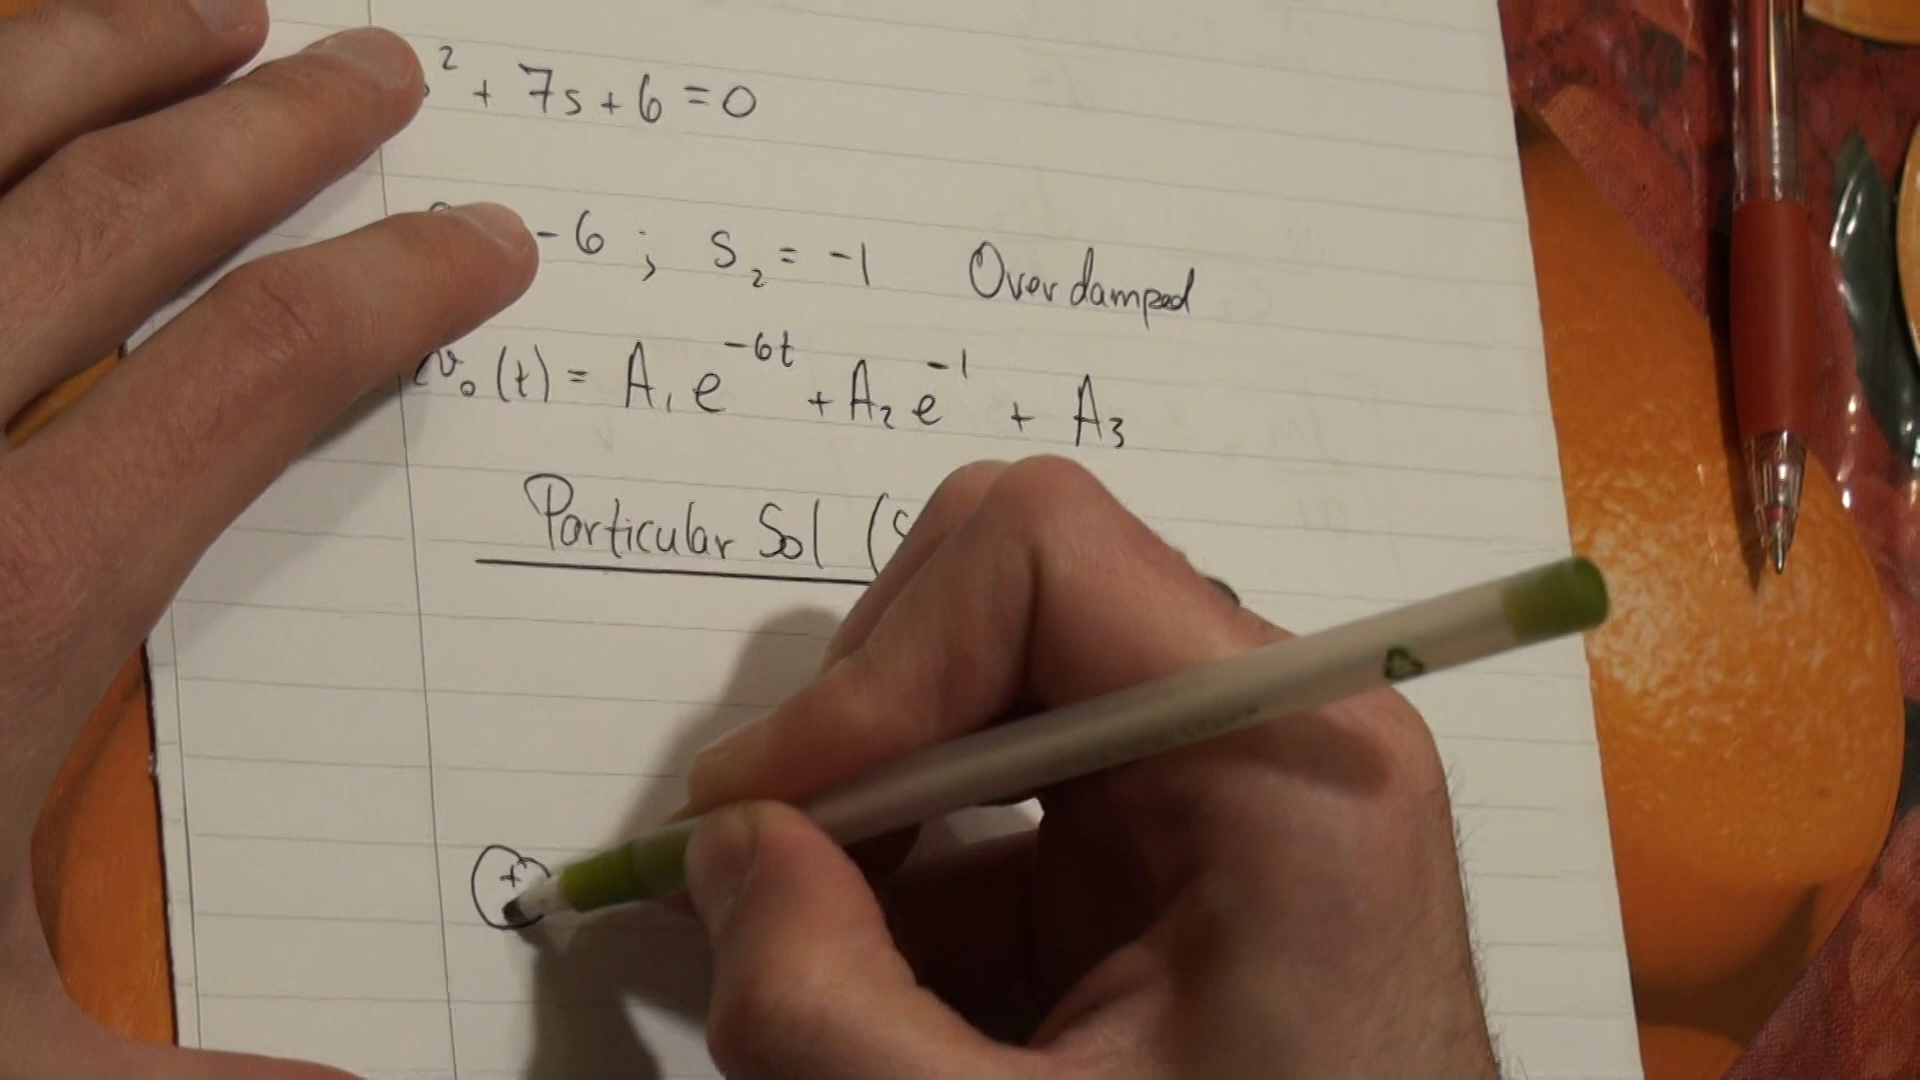 ² + 7s + 6 = 0
-6 ; s₂ = -1 Overdamped
v₀(t) = A₁e^-6t + A₂e^-1 + A₃
Particular Sol (
+